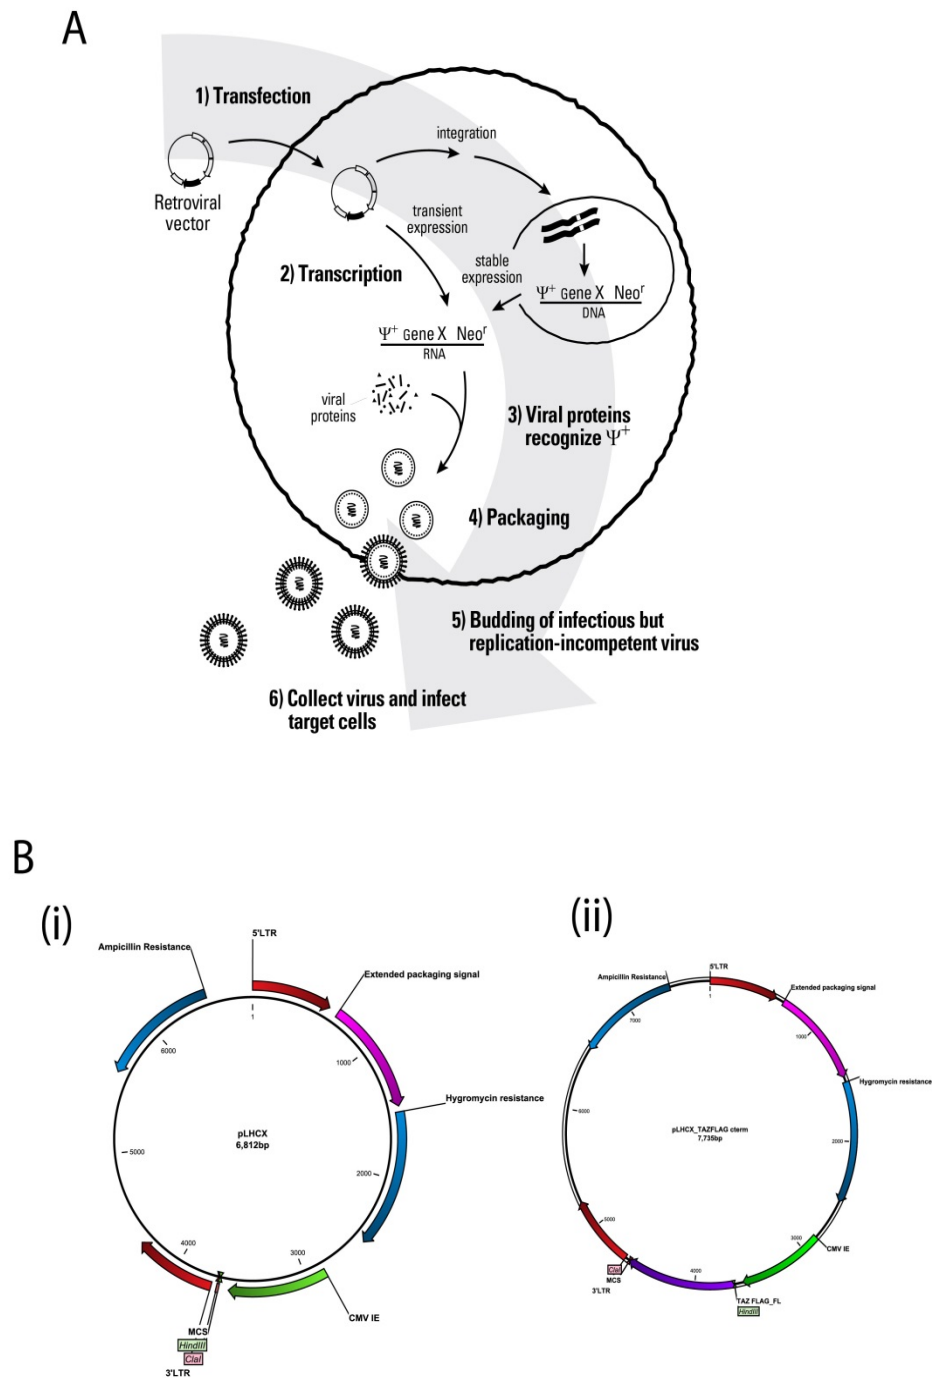 A
1) Transfection
integration
Retroviral
vector
transient
expression
2) Transcription
stable
expression
Ψ+ Gene X Neor
DNA
Ψ+ Gene X Neor
RNA
viral
proteins
3) Viral proteins
recognize Ψ+
4) Packaging
5) Budding of infectious but
replication-incompetent virus
6) Collect virus and infect
target cells
B
(i)
5'LTR
Ampicillin Resistance
Extended packaging signal
1
6000
1000
Hygromycin resistance
pLHCX
6,812bp
5000
2000
4000
3000
CMV IE
MCS
HindIII
ClaI
3'LTR
(ii)
5'LTR
Ampicillin Resistance
Extended packaging signal
1
7000
1000
Hygromycin resistance
6000
pLHCX_TAZFLAG cterm
7,735bp
2000
5000
3000
CMV IE
4000
ClaI
MCS
3'LTR
TAZ FLAG_FL
HindIII